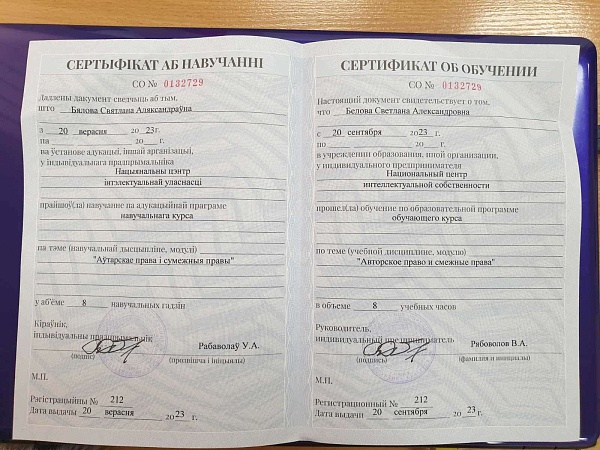 СЕРТЫФІКАТ АБ НАВУЧАННІ
СО № 0132729
Дадзены дакумент сведчыць аб тым,
што Бялова Святлана Аляксандраўна
з 20 верасня 2023г.
па 20 г.
ва ўстанове адукацыі, іншай арганізацыі,
у індывідуальнага прадпрымальніка
Нацыянальны цэнтр
інтэлектуальнай уласнасці
прайшоў(ла) навучанне па адукацыйнай праграме
навучальнага курса
па тэме (навучальнай дысцыпліне, модулі)
"Аўтарскае права і сумежныя правы"
у аб'ёме 8 навучальных гадзін
Кіраўнік,
індывідуальны прадпрымальнік
Рабаволаў У.А.
(подпіс) (прозвішча і ініцыялы)
М.П.
Рэгістрацыйны № 212
Дата выдачы 20 верасня 2023 г.
СЕРТИФИКАТ ОБ ОБУЧЕНИИ
СО № 0132729
Настоящий документ свидетельствует о том,
что Белова Светлана Александровна
с 20 сентября 2023 г.
по 20 г.
в учреждении образования, иной организации,
у индивидуального предпринимателя
Национальный центр
интеллектуальной собственности
прошел(ла) обучение по образовательной программе
обучающего курса
по теме (учебной дисциплине, модулю)
"Авторское право и смежные права"
в объеме 8 учебных часов
Руководитель,
индивидуальный предприниматель
Рябоволов В.А.
(подпись) (фамилия и инициалы)
М.П.
Регистрационный № 212
Дата выдачи 20 сентября 2023 г.